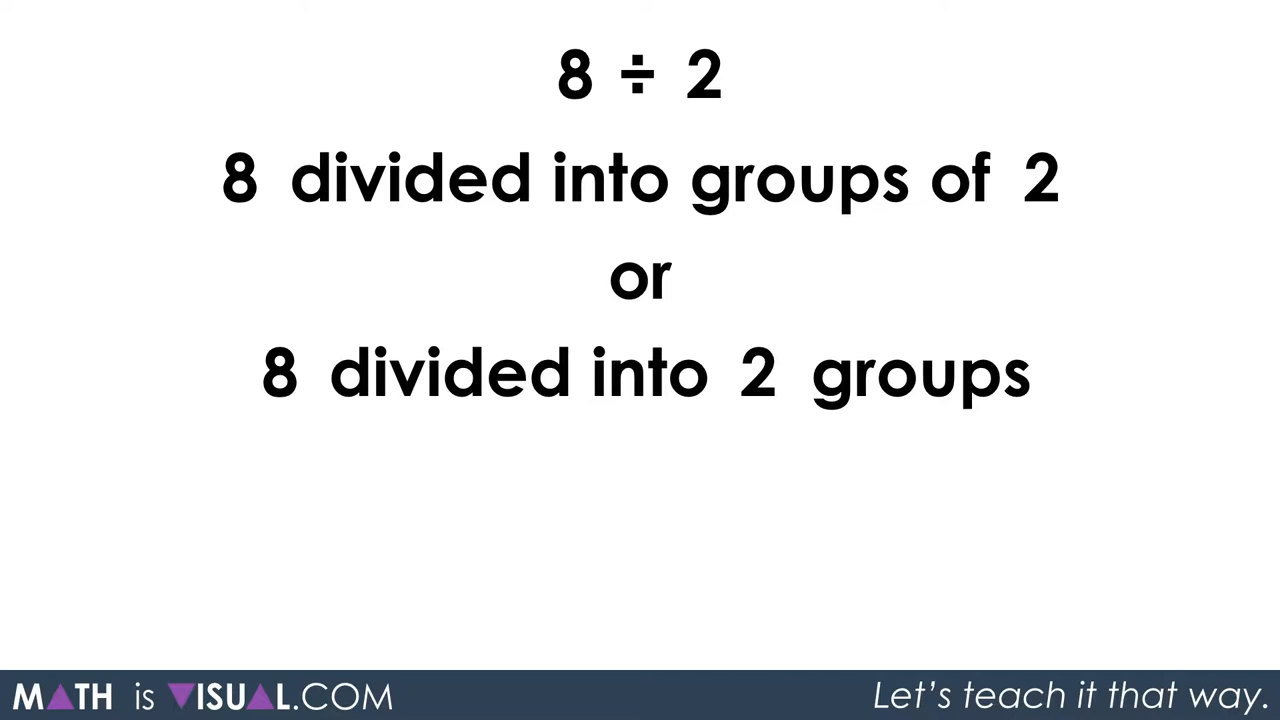 8 ÷ 2
8 divided into groups of 2
or
8 divided into 2 groups
MATH is VISUAL.COM
Let's teach it that way.